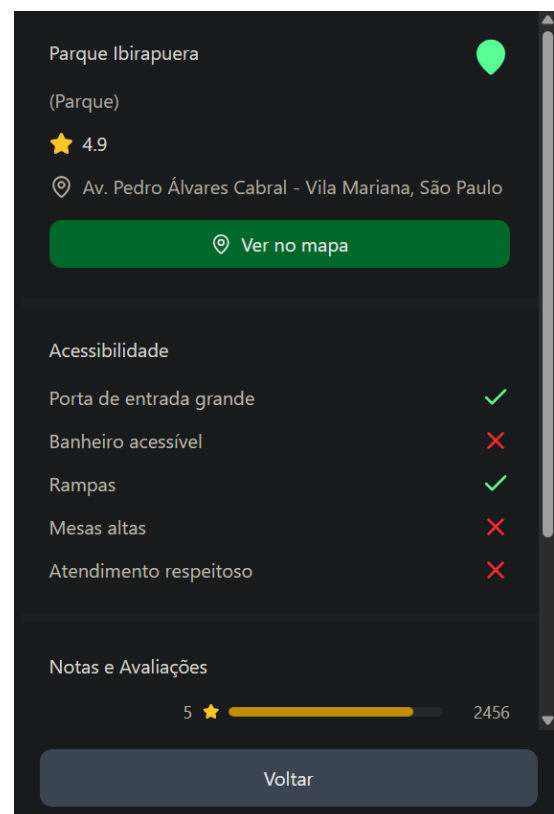 Parque Ibirapuera
(Parque)
4.9
Av. Pedro Álvares Cabral - Vila Mariana, São Paulo
Ver no mapa
Acessibilidade
Porta de entrada grande
Banheiro acessível
Rampas
Mesas altas
Atendimento respeitoso
Notas e Avaliações
5 2456
Voltar